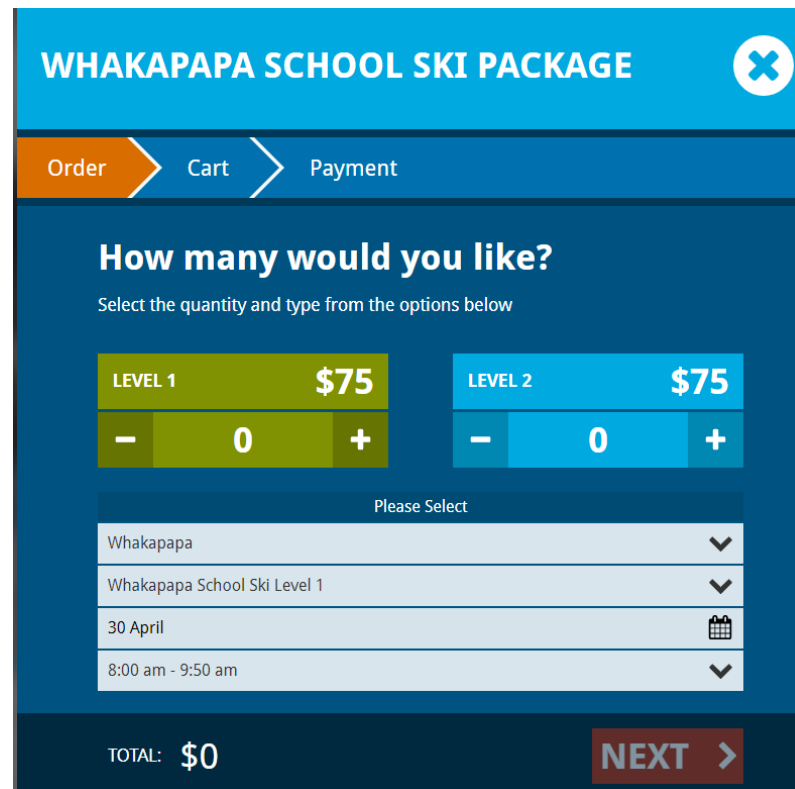 WHAKAPAPA SCHOOL SKI PACKAGE
Order Cart Payment
How many would you like?
Select the quantity and type from the options below
LEVEL 1 $75 LEVEL 2 $75
− 0 + − 0 +
Please Select
Whakapapa
Whakapapa School Ski Level 1
30 April
8:00 am - 9:50 am
TOTAL: $0 NEXT